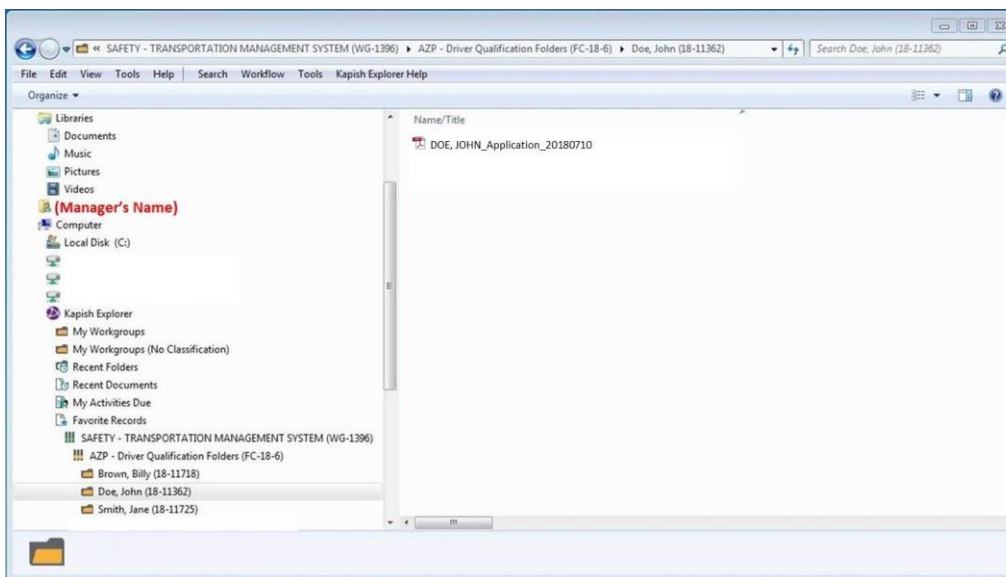 « SAFETY - TRANSPORTATION MANAGEMENT SYSTEM (WG-1396) ▸ AZP - Driver Qualification Folders (FC-18-6) ▸ Doe, John (18-11362)
Search Doe, John (18-11362)
File Edit View Tools Help Search Workflow Tools Kapish Explorer Help
Organize
Libraries
Documents
Music
Pictures
Videos
(Manager's Name)
Computer
Local Disk (C:)
Kapish Explorer
My Workgroups
My Workgroups (No Classification)
Recent Folders
Recent Documents
My Activities Due
Favorite Records
SAFETY - TRANSPORTATION MANAGEMENT SYSTEM (WG-1396)
AZP - Driver Qualification Folders (FC-18-6)
Brown, Billy (18-11718)
Doe, John (18-11362)
Smith, Jane (18-11725)
Name/Title
DOE, JOHN_Application_20180710